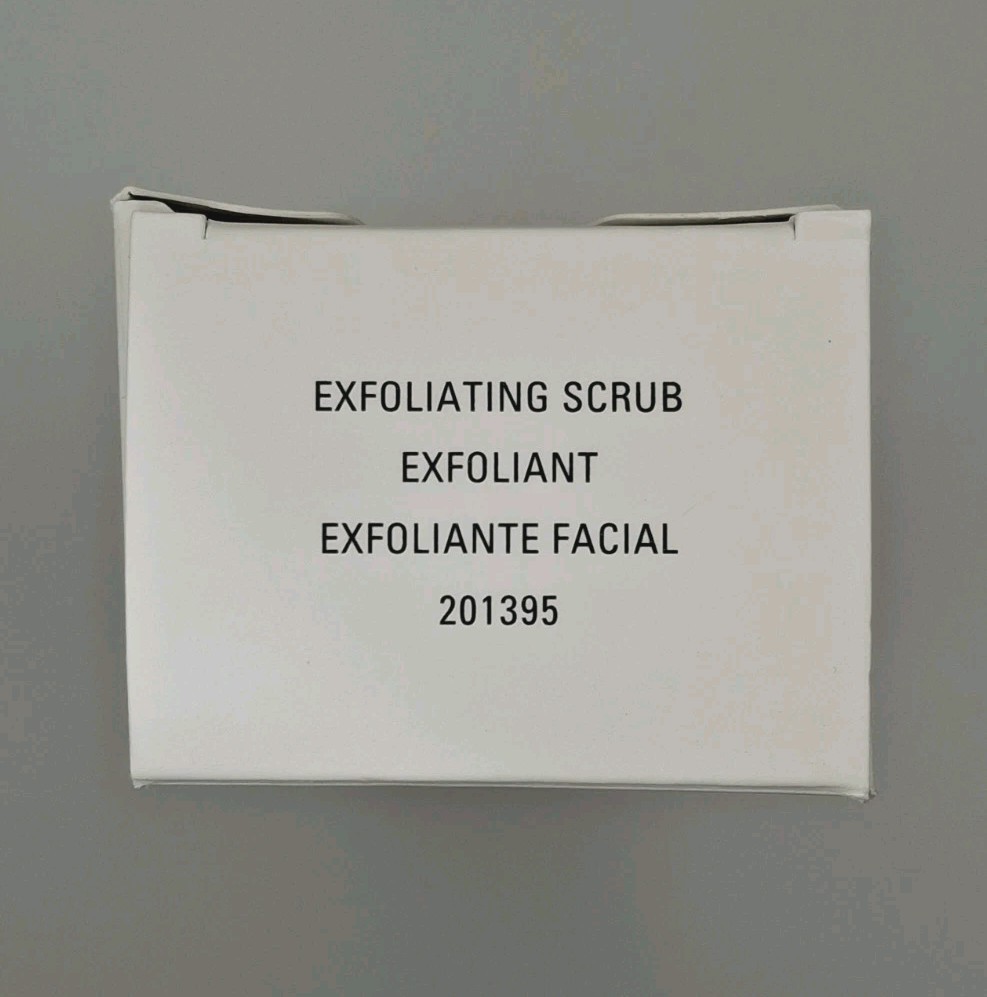 EXFOLIATING SCRUB
EXFOLIANT
EXFOLIANTE FACIAL
201395